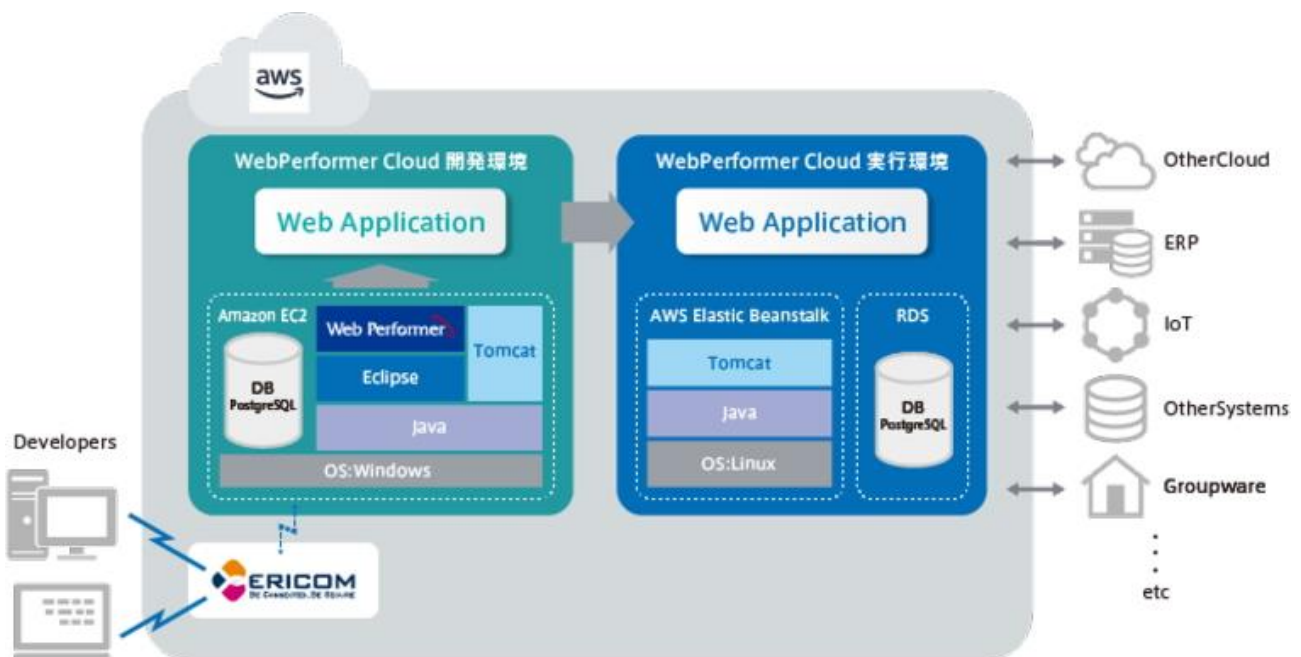 aws
WebPerformer Cloud 開発環境
Web Application
Amazon EC2
DB
PostgreSQL
Web Performer
Eclipse
Tomcat
Java
OS:Windows
WebPerformer Cloud 実行環境
Web Application
AWS Elastic Beanstalk
Tomcat
Java
OS:Linux
RDS
DB
PostgreSQL
OtherCloud
ERP
IoT
OtherSystems
Groupware
etc
Developers
ERICOM